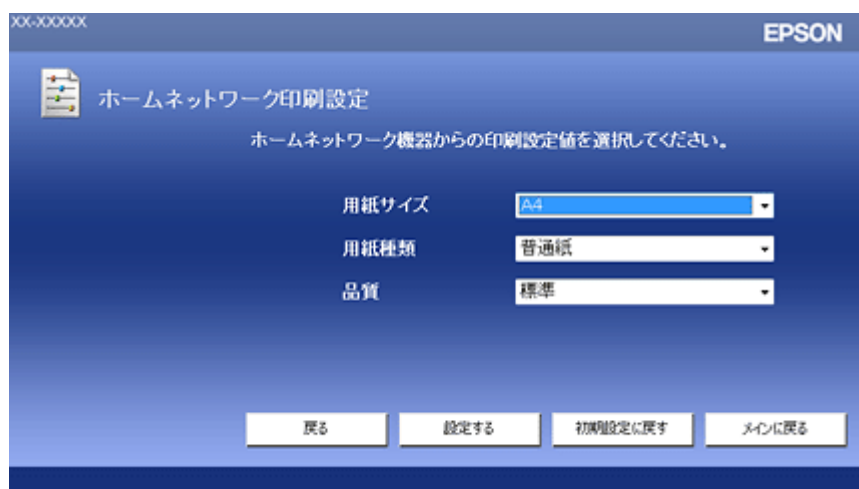 XX-XXXXX
EPSON
ホームネットワーク印刷設定
ホームネットワーク機器からの印刷設定値を選択してください。
用紙サイズ A4
用紙種類 普通紙
品質 標準
戻る 設定する 初期設定に戻す メインに戻る